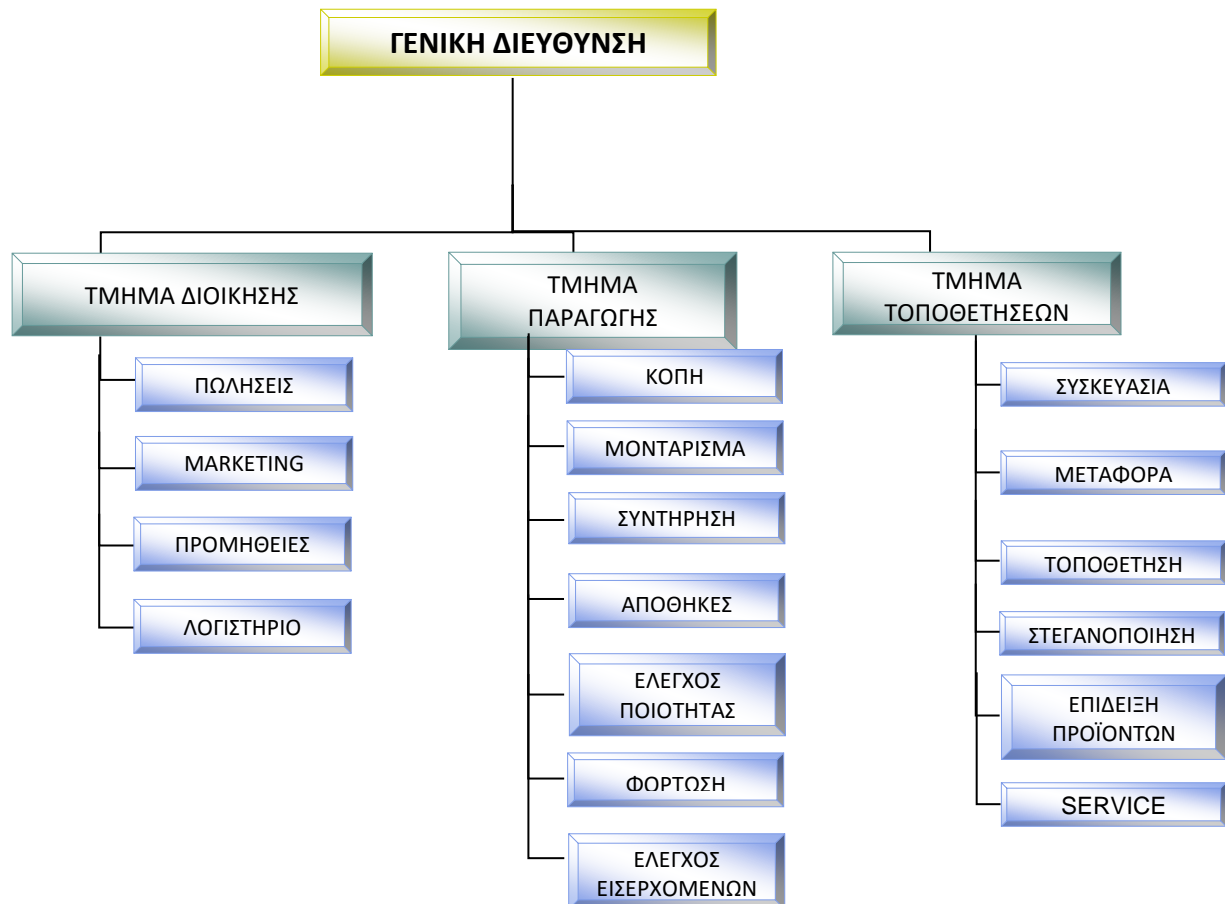 ΓΕΝΙΚΗ ΔΙΕΥΘΥΝΣΗ
ΤΜΗΜΑ ΔΙΟΙΚΗΣΗΣ
ΠΩΛΗΣΕΙΣ
MARKETING
ΠΡΟΜΗΘΕΙΕΣ
ΛΟΓΙΣΤΗΡΙΟ
ΤΜΗΜΑ
ΠΑΡΑΓΩΓΗΣ
ΚΟΠΗ
ΜΟΝΤΑΡΙΣΜΑ
ΣΥΝΤΗΡΗΣΗ
ΑΠΟΘΗΚΕΣ
ΕΛΕΓΧΟΣ
ΠΟΙΟΤΗΤΑΣ
ΦΟΡΤΩΣΗ
ΕΛΕΓΧΟΣ
ΕΙΣΕΡΧΟΜΕΝΩΝ
ΤΜΗΜΑ
ΤΟΠΟΘΕΤΗΣΕΩΝ
ΣΥΣΚΕΥΑΣΙΑ
ΜΕΤΑΦΟΡΑ
ΤΟΠΟΘΕΤΗΣΗ
ΣΤΕΓΑΝΟΠΟΙΗΣΗ
ΕΠΙΔΕΙΞΗ
ΠΡΟΪΟΝΤΩΝ
SERVICE